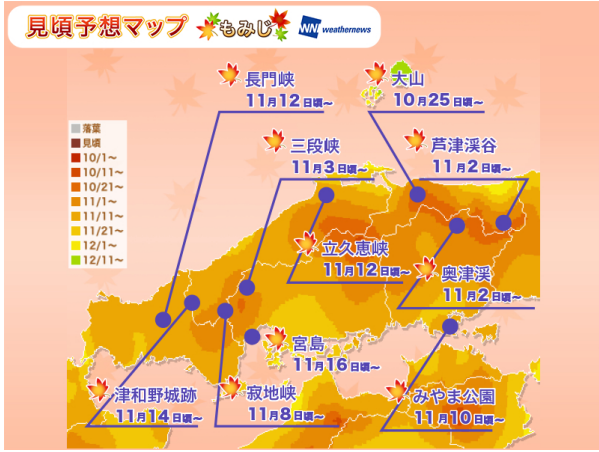 見頃予想マップ もみじ WNI weathernews
長門峡
11月12日頃～
大山
10月25日頃～
三段峡
11月3日頃～
芦津渓谷
11月2日頃～
落葉
見頃
10/1～
10/11～
10/21～
11/1～
11/11～
11/21～
12/1～
12/11～
立久恵峡
11月12日頃～
奥津渓
11月2日頃～
宮島
11月16日頃～
津和野城跡
11月14日頃～
寂地峡
11月8日頃～
みやま公園
11月10日頃～